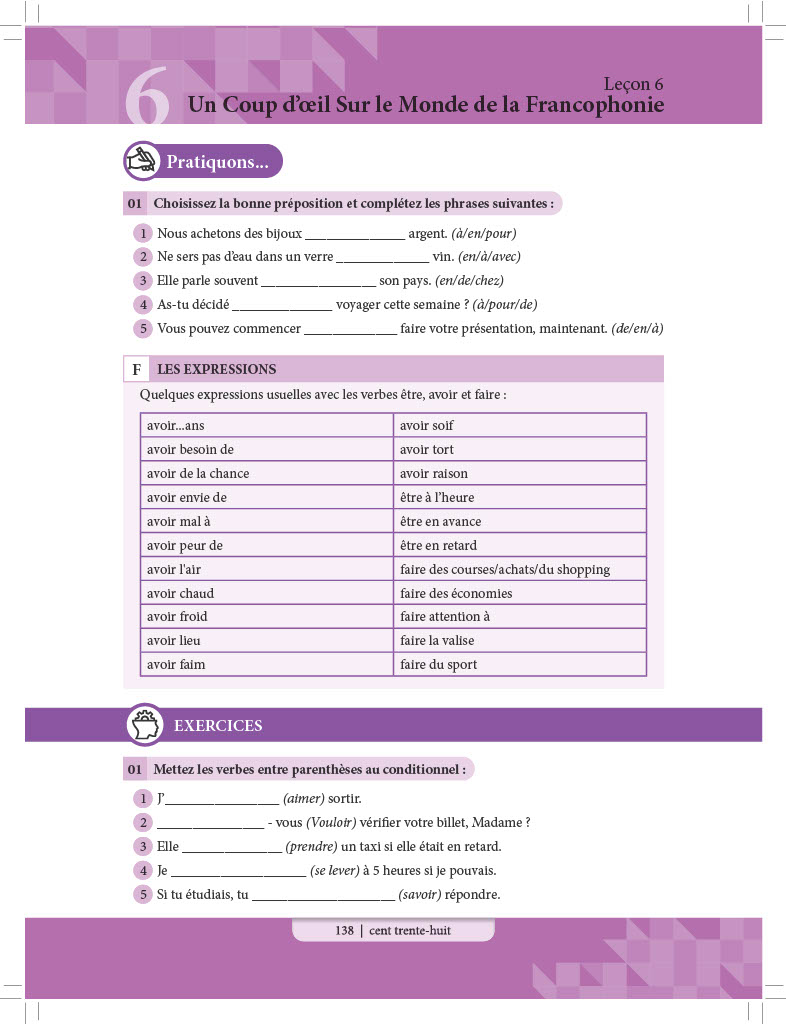 6
Leçon 6
Un Coup d’œil Sur le Monde de la Francophonie
Pratiquons...
01 Choisissez la bonne préposition et complétez les phrases suivantes :
1 Nous achetons des bijoux _______________ argent. (à/en/pour)
2 Ne sers pas d’eau dans un verre ______________ vin. (en/à/avec)
3 Elle parle souvent _________________ son pays. (en/de/chez)
4 As-tu décidé _______________ voyager cette semaine ? (à/pour/de)
5 Vous pouvez commencer ______________ faire votre présentation, maintenant. (de/en/à)
F LES EXPRESSIONS
Quelques expressions usuelles avec les verbes être, avoir et faire :
avoir...ans avoir soif
avoir besoin de avoir tort
avoir de la chance avoir raison
avoir envie de être à l’heure
avoir mal à être en avance
avoir peur de être en retard
avoir l'air faire des courses/achats/du shopping
avoir chaud faire des économies
avoir froid faire attention à
avoir lieu faire la valise
avoir faim faire du sport
EXERCICES
01 Mettez les verbes entre parenthèses au conditionnel :
1 J’_________________ (aimer) sortir.
2 ________________ - vous (Vouloir) vérifier votre billet, Madame ?
3 Elle _______________ (prendre) un taxi si elle était en retard.
4 Je ____________________ (se lever) à 5 heures si je pouvais.
5 Si tu étudiais, tu _____________________ (savoir) répondre.
138 | cent trente-huit